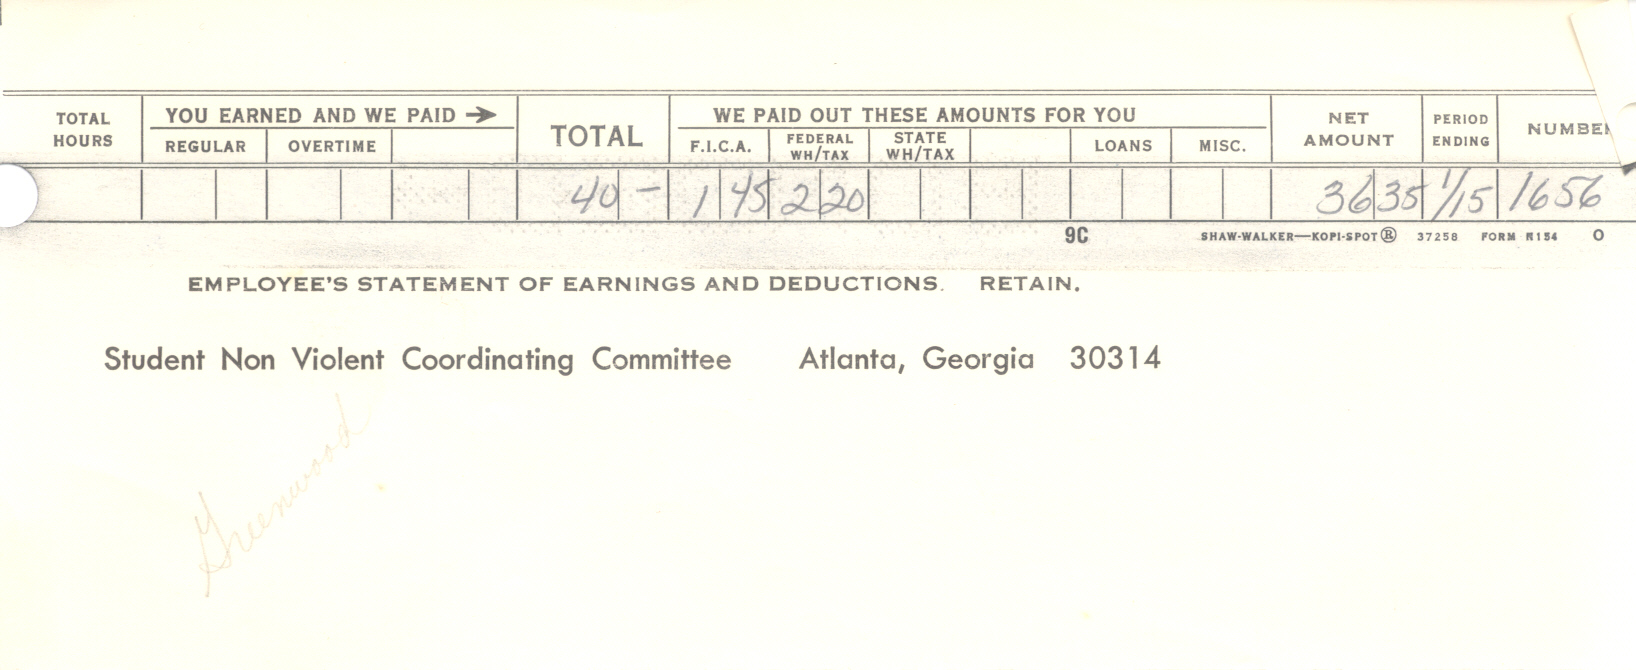 TOTAL HOURS YOU EARNED AND WE PAID → TOTAL WE PAID OUT THESE AMOUNTS FOR YOU NET AMOUNT PERIOD ENDING NUMBER
REGULAR OVERTIME F.I.C.A. FEDERAL WH/TAX STATE WH/TAX LOANS MISC.
40 – 1 45 2 20 36 35 1/15 1656
9C SHAW-WALKER—KOPI-SPOT ® 37258 FORM R154 O
EMPLOYEE'S STATEMENT OF EARNINGS AND DEDUCTIONS. RETAIN.
Student Non Violent Coordinating Committee Atlanta, Georgia 30314
Greenwood